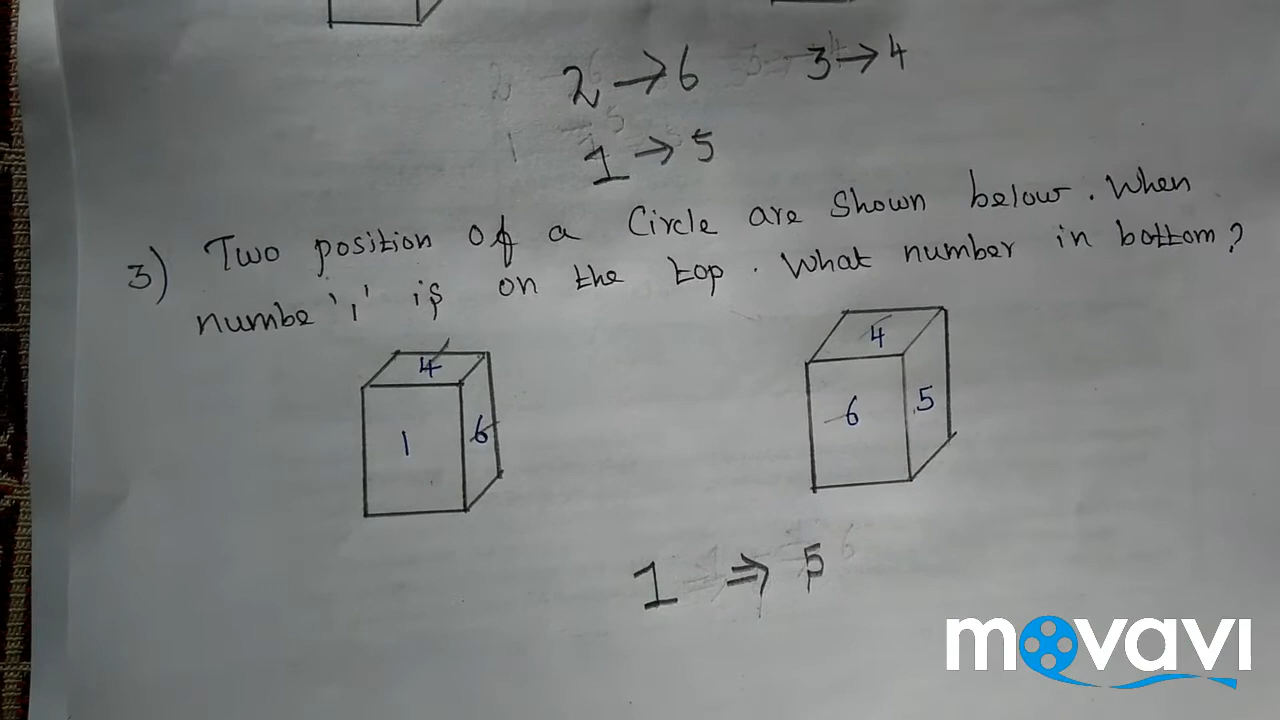 2 → 6 3 → 4
1 → 5
3) Two position of a Circle are shown below. When
numbe '1' is on the top. What number in bottom?
4 4
1 6 6 5
1 ⇒ 5
movavi